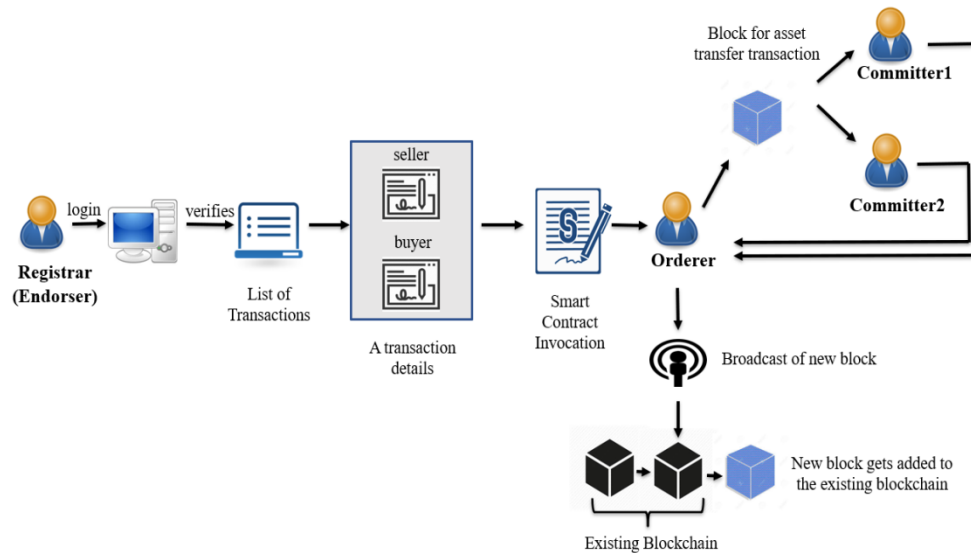 login
Registrar
(Endorser)
verifies
List of
Transactions
seller
buyer
A transaction
details
S
Smart
Contract
Invocation
Orderer
Block for asset
transfer transaction
Committer1
Committer2
Broadcast of new block
New block gets added to
the existing blockchain
Existing Blockchain